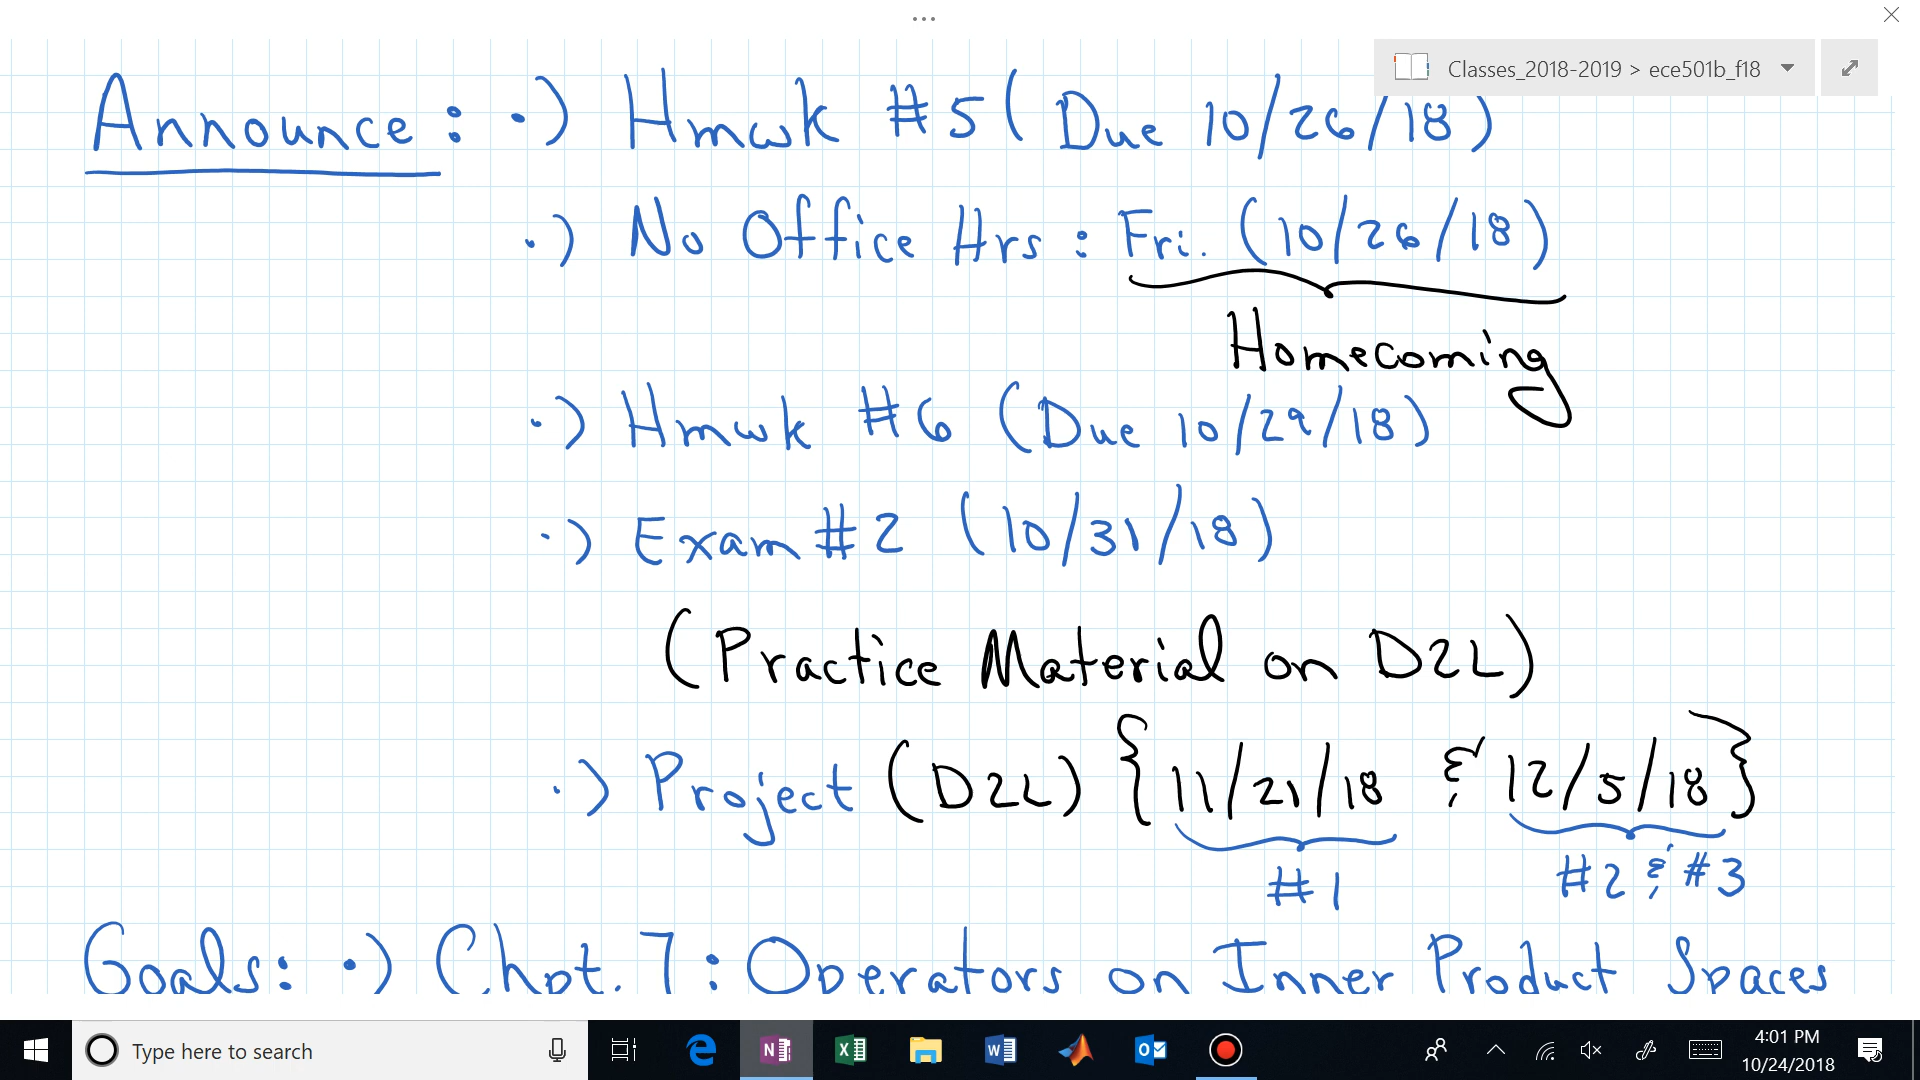 Classes_2018-2019 > ece501b_f18
Announce: ·) Hmwk #5 (Due 10/26/18)
·) No Office Hrs: Fri. (10/26/18)
Homecoming
·) Hmwk #6 (Due 10/29/18)
·) Exam #2 (10/31/18)
(Practice Material on D2L)
·) Project (D2L) {11/21/18 & 12/5/18}
#1 #2 & #3
Goals: ·) Chpt. 7: Operators on Inner Product Spaces
Type here to search
4:01 PM
10/24/2018